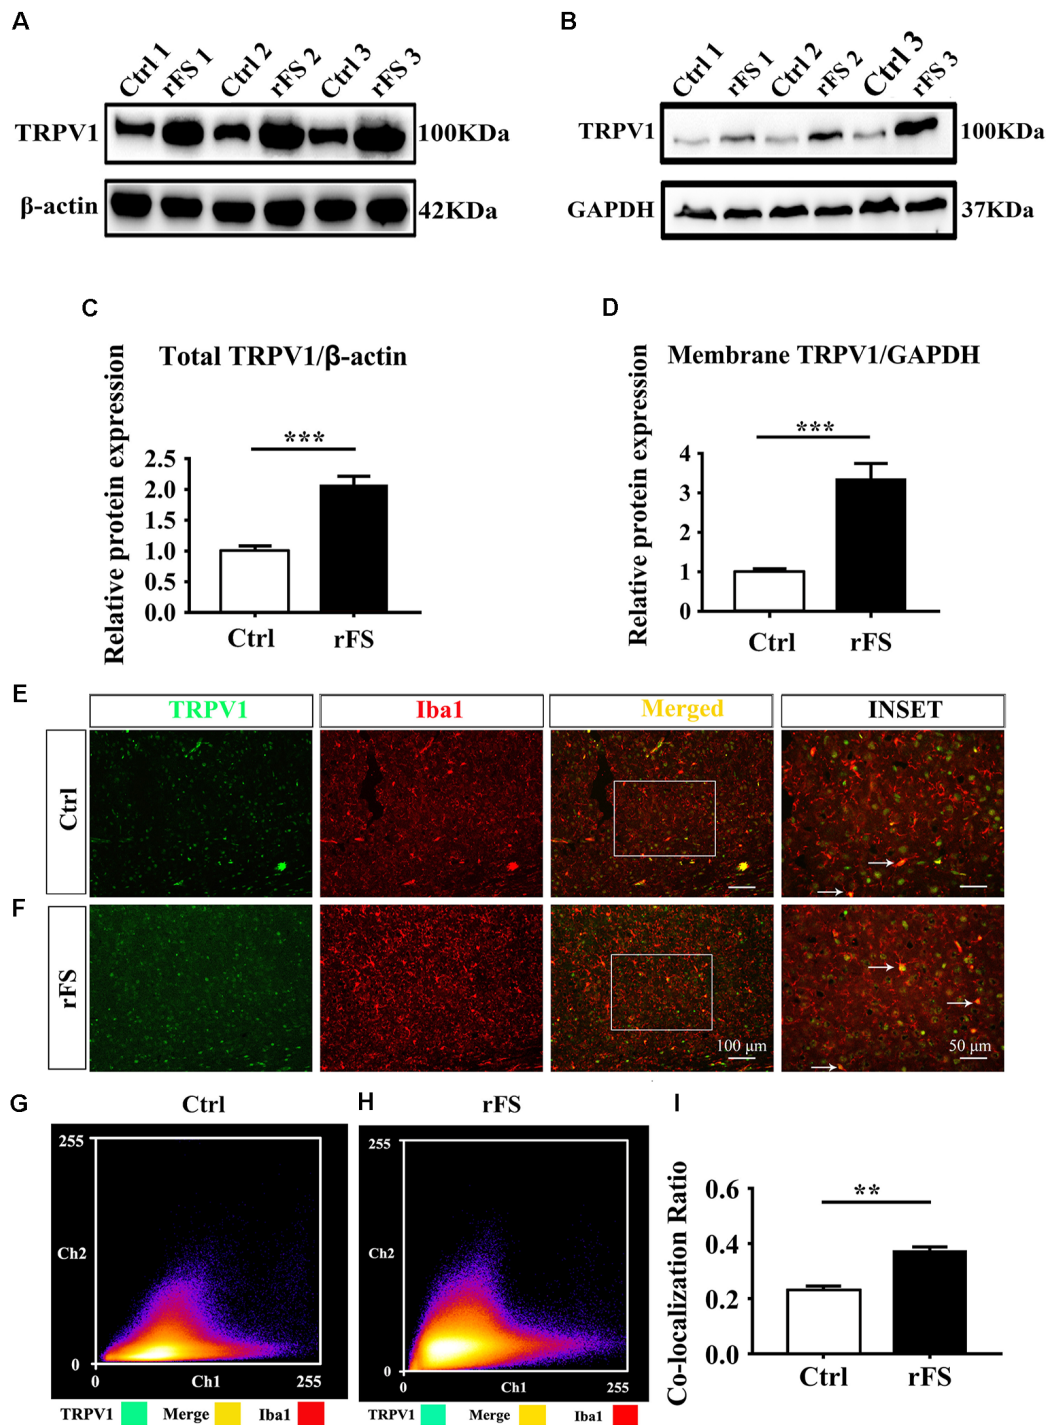 A
Ctrl 1 rFS 1 Ctrl 2 rFS 2 Ctrl 3 rFS 3
TRPV1 100KDa
β-actin 42KDa
B
Ctrl 1 rFS 1 Ctrl 2 rFS 2 Ctrl 3 rFS 3
TRPV1 100KDa
GAPDH 37KDa
C
Total TRPV1/β-actin
Relative protein expression
***
2.5
2.0
1.5
1.0
0.5
0.0
Ctrl rFS
D
Membrane TRPV1/GAPDH
Relative protein expression
***
4
3
2
1
0
Ctrl rFS
E
TRPV1 Iba1 Merged INSET
Ctrl
F
rFS
100 μm 50 μm
G
Ctrl
255
Ch2
0
0 Ch1 255
TRPV1 Merge Iba1
H
rFS
255
Ch2
0
0 Ch1 255
TRPV1 Merge Iba1
I
Co-localization Ratio
**
0.6
0.4
0.2
0.0
Ctrl rFS